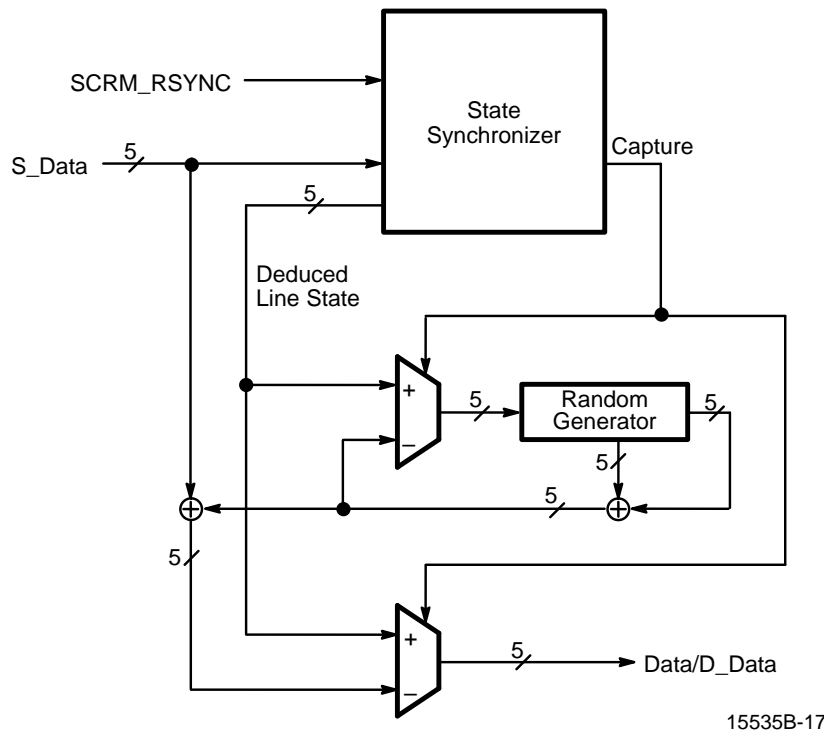 SCRM_RSYNC
State
Synchronizer
Capture
S_Data
5
5
Deduced
Line State
+
–
5
Random
Generator
5
5
5
5
+
–
5
Data/D_Data
15535B-17